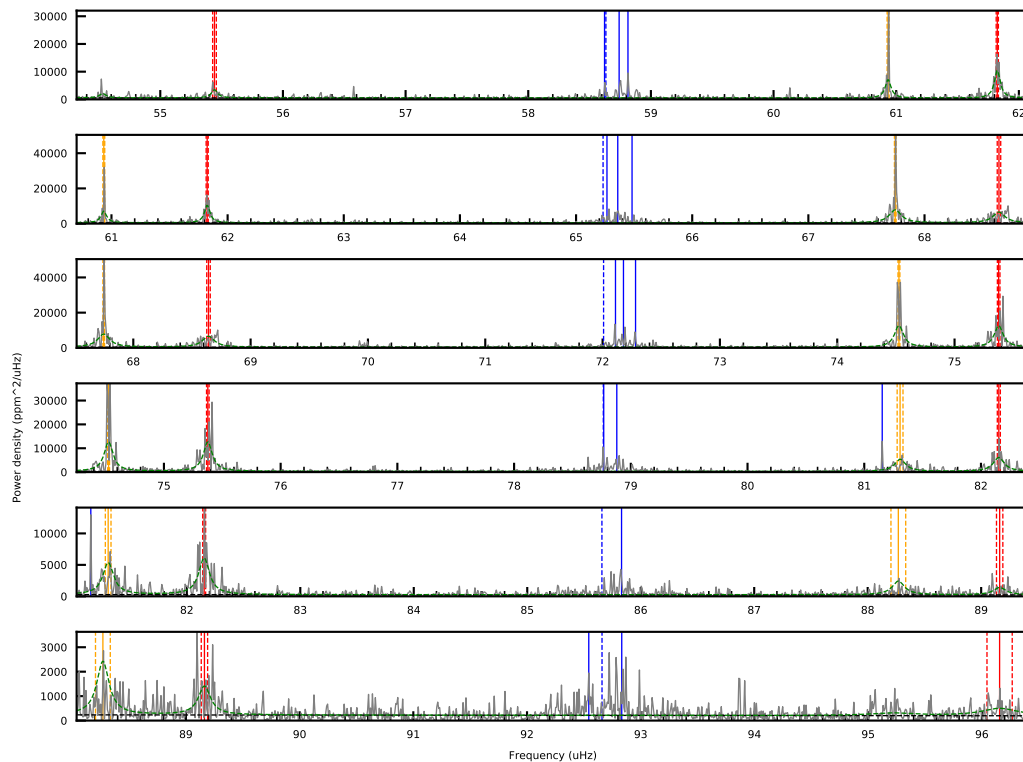 30000
20000
10000
0
55 56 57 58 59 60 61 62
40000
20000
0
61 62 63 64 65 66 67 68
40000
20000
0
68 69 70 71 72 73 74 75
Power density (ppm^2/uHz)
30000
20000
10000
0
75 76 77 78 79 80 81 82
10000
5000
0
82 83 84 85 86 87 88 89
3000
2000
1000
0
89 90 91 92 93 94 95 96
Frequency (uHz)